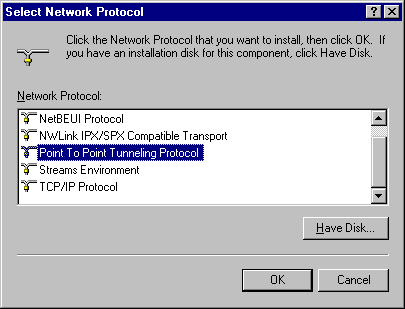 Select Network Protocol
Click the Network Protocol that you want to install, then click OK. If
you have an installation disk for this component, click Have Disk.
Network Protocol:
NetBEUI Protocol
NWLink IPX/SPX Compatible Transport
Point To Point Tunneling Protocol
Streams Environment
TCP/IP Protocol
Have Disk...
OK
Cancel